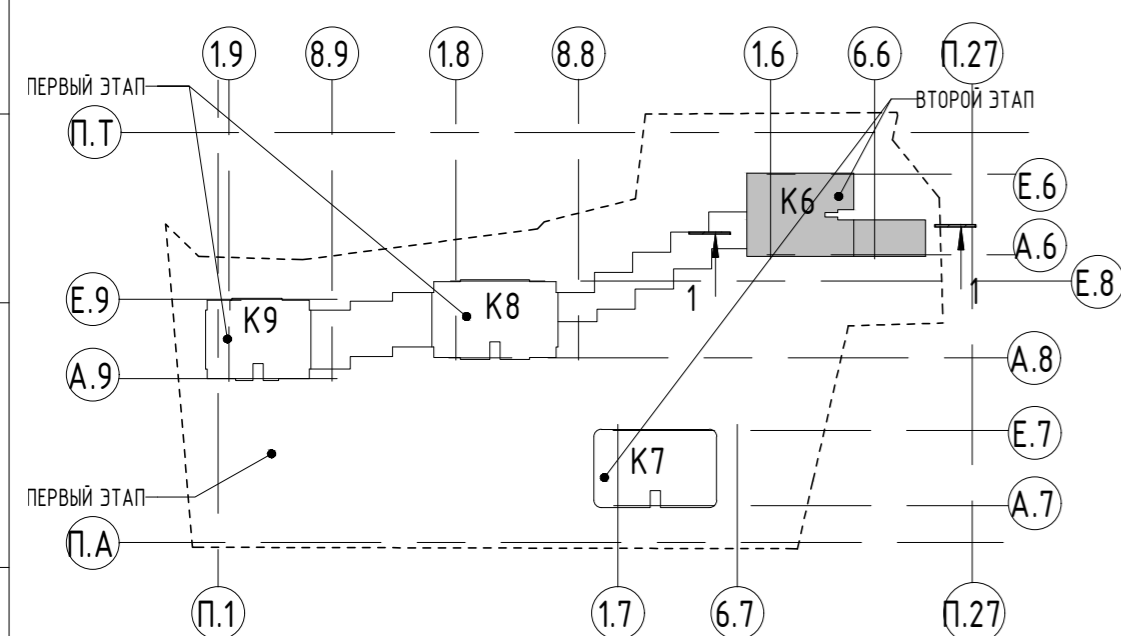 1.9 8.9 1.8 8.8 1.6 6.6 П.27
ПЕРВЫЙ ЭТАП
ВТОРОЙ ЭТАП
П.Т
К6
Е.6
А.6
Е.9
К9
К8
1
1
Е.8
А.9
А.8
К7
Е.7
ПЕРВЫЙ ЭТАП
А.7
П.А
П.1 1.7 6.7 П.27